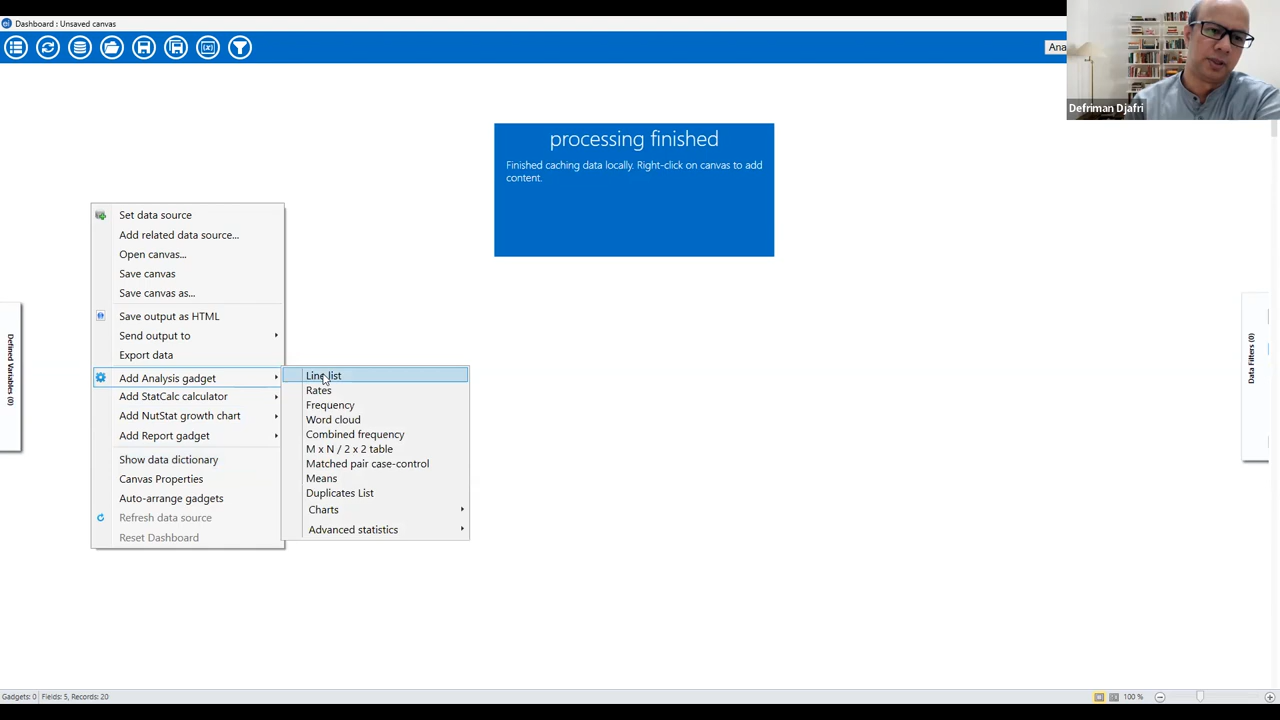 Dashboard : Unsaved canvas
Ana
Defriman Djafri
processing finished
Finished caching data locally. Right-click on canvas to add
content.
Set data source
Add related data source...
Open canvas...
Save canvas
Save canvas as...
Save output as HTML
Send output to
Export data
Add Analysis gadget
Add StatCalc calculator
Add NutStat growth chart
Add Report gadget
Show data dictionary
Canvas Properties
Auto-arrange gadgets
Refresh data source
Reset Dashboard
Line list
Rates
Frequency
Word cloud
Combined frequency
M x N / 2 x 2 table
Matched pair case-control
Means
Duplicates List
Charts
Advanced statistics
Defined Variables (0)
Data Filters (0)
Gadgets: 0 Fields: 5, Records: 20
100 %